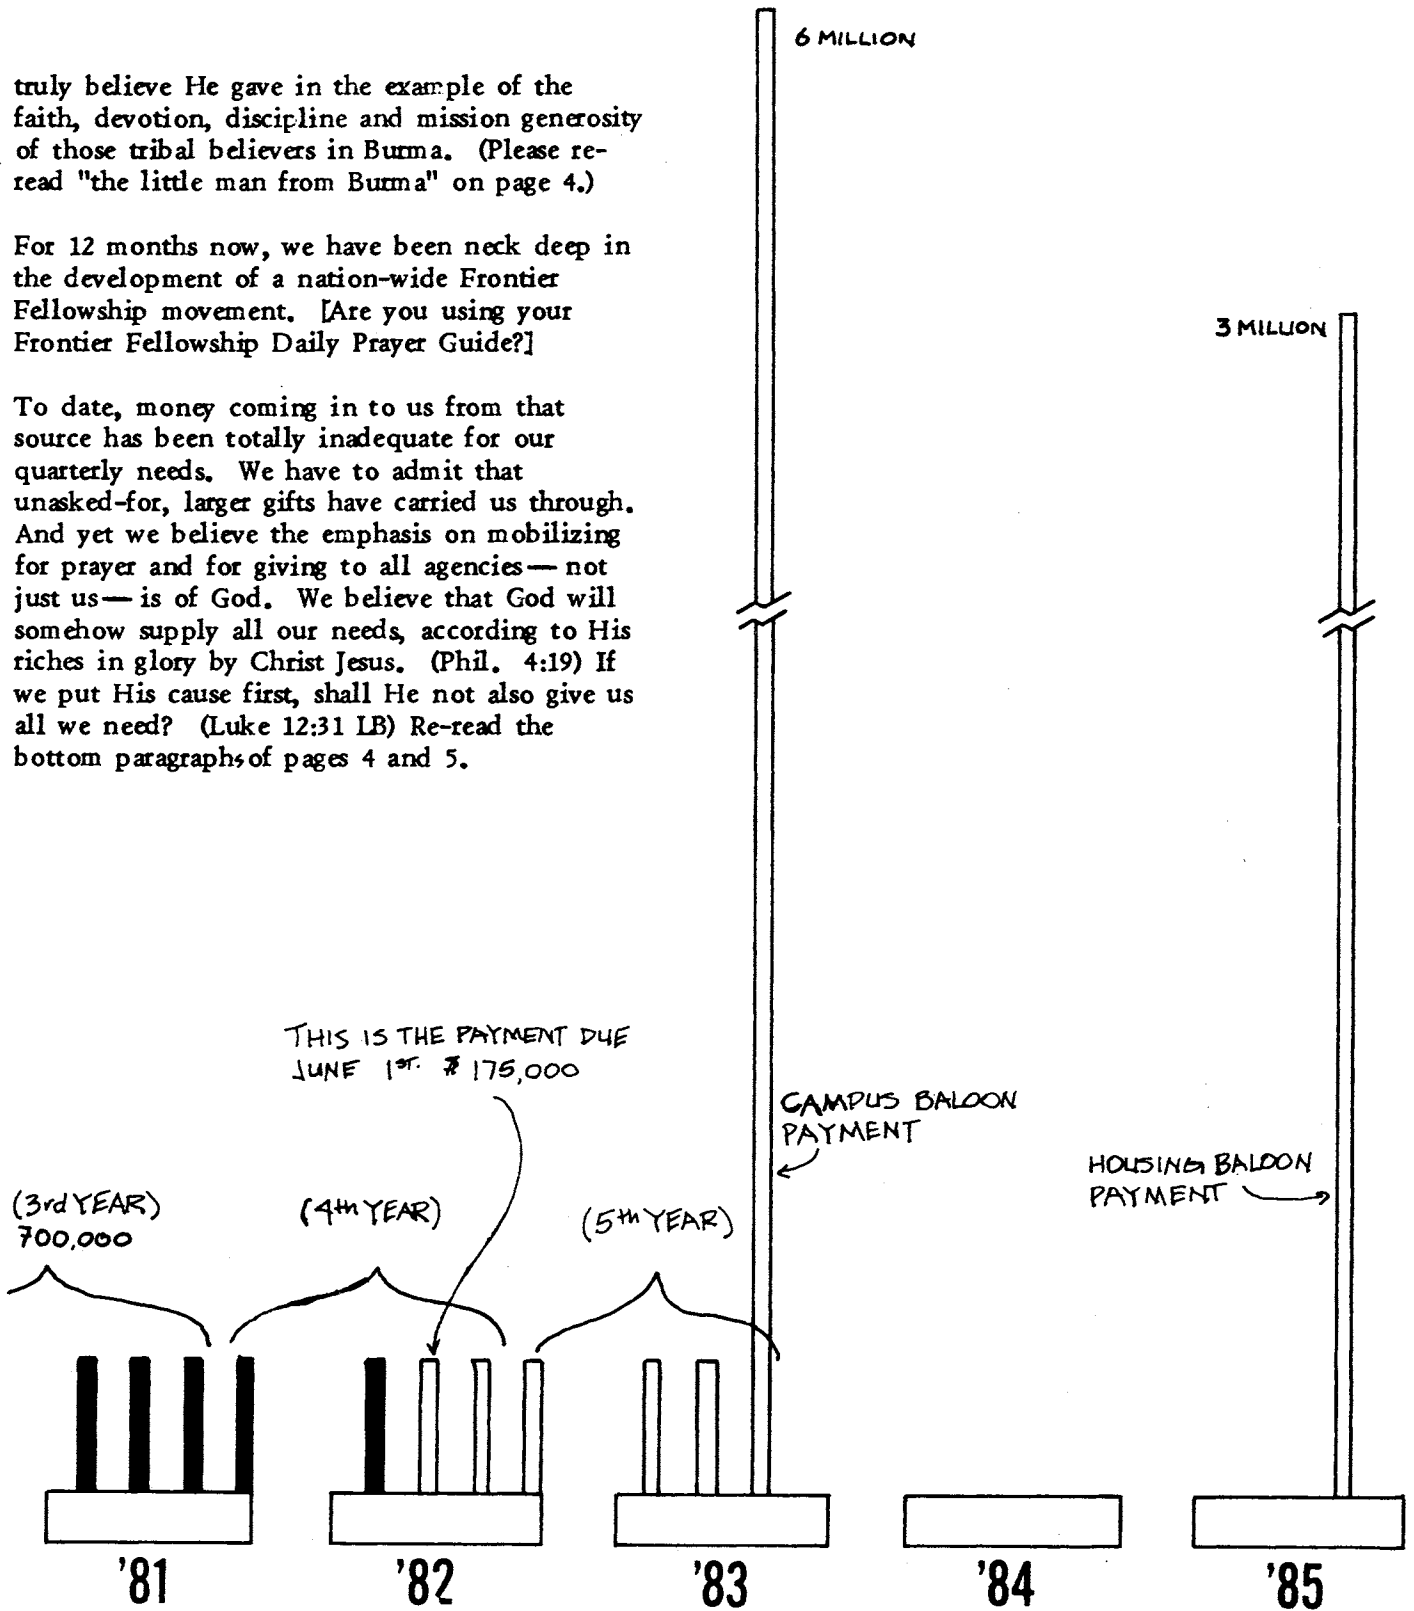 6 MILLION
truly believe He gave in the example of the
faith, devotion, discipline and mission generosity
of those tribal believers in Burma. (Please re-
read "the little man from Burma" on page 4.)
For 12 months now, we have been neck deep in
the development of a nation-wide Frontier
Fellowship movement. [Are you using your
Frontier Fellowship Daily Prayer Guide?]
3 MILLION
To date, money coming in to us from that
source has been totally inadequate for our
quarterly needs. We have to admit that
unasked-for, larger gifts have carried us through.
And yet we believe the emphasis on mobilizing
for prayer and for giving to all agencies— not
just us— is of God. We believe that God will
somehow supply all our needs, according to His
riches in glory by Christ Jesus. (Phil. 4:19) If
we put His cause first, shall He not also give us
all we need? (Luke 12:31 LB) Re-read the
bottom paragraphs of pages 4 and 5.
THIS IS THE PAYMENT DUE
JUNE 1ST. $ 175,000
CAMPUS BALOON
PAYMENT
HOUSING BALOON
PAYMENT
(3rd YEAR)
700,000
(4th YEAR)
(5th YEAR)
'81
'82
'83
'84
'85